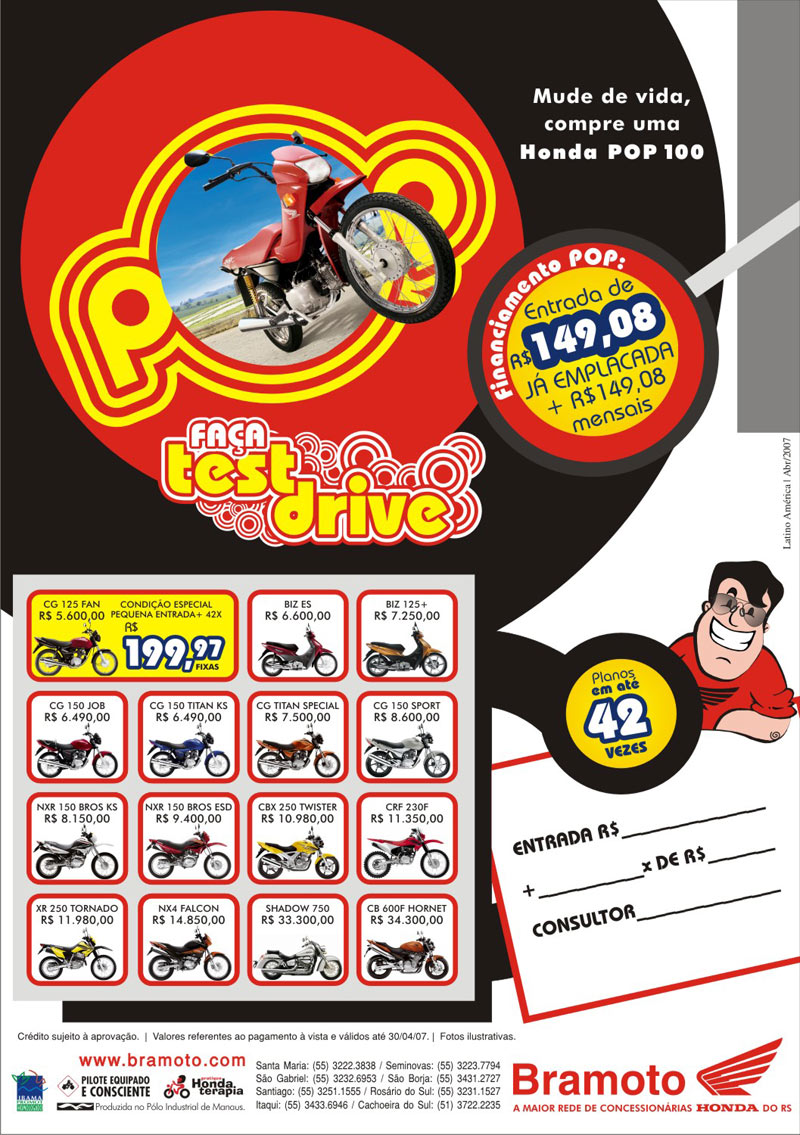 Mude de vida,
compre uma
Honda POP 100
pop
Financiamento POP:
Entrada de
R$ 149,08
JÁ EMPLACADA
+ R$149,08
mensais
FAÇA
test
drive
Latino América | Abr/2007
CG 125 FAN
R$ 5.600,00
CONDIÇÃO ESPECIAL
PEQUENA ENTRADA+ 42X
R$
199,97
FIXAS
BIZ ES
R$ 6.600,00
BIZ 125+
R$ 7.250,00
CG 150 JOB
R$ 6.490,00
CG 150 TITAN KS
R$ 6.490,00
CG TITAN SPECIAL
R$ 7.500,00
CG 150 SPORT
R$ 8.600,00
NXR 150 BROS KS
R$ 8.150,00
NXR 150 BROS ESD
R$ 9.400,00
CBX 250 TWISTER
R$ 10.980,00
CRF 230F
R$ 11.350,00
XR 250 TORNADO
R$ 11.980,00
NX4 FALCON
R$ 14.850,00
SHADOW 750
R$ 33.300,00
CB 600F HORNET
R$ 34.300,00
Planos
em até
42
VEZES
ENTRADA R$
+ x DE R$
CONSULTOR
Crédito sujeito à aprovação. | Valores referentes ao pagamento à vista e válidos até 30/04/07. | Fotos ilustrativas.
www.bramoto.com
IBAMA
PILOTE EQUIPADO
E CONSCIENTE
Honda
terapia
Produzida no Pólo Industrial de Manaus.
Santa Maria: (55) 3222.3838 / Seminovas: (55) 3223.7794
São Gabriel: (55) 3232.6953 / São Borja: (55) 3431.2727
Santiago: (55) 3251.1555 / Rosário do Sul: (55) 3231.1527
Itaqui: (55) 3433.6946 / Cachoeira do Sul: (51) 3722.2235
Bramoto
A MAIOR REDE DE CONCESSIONÁRIAS HONDA DO RS